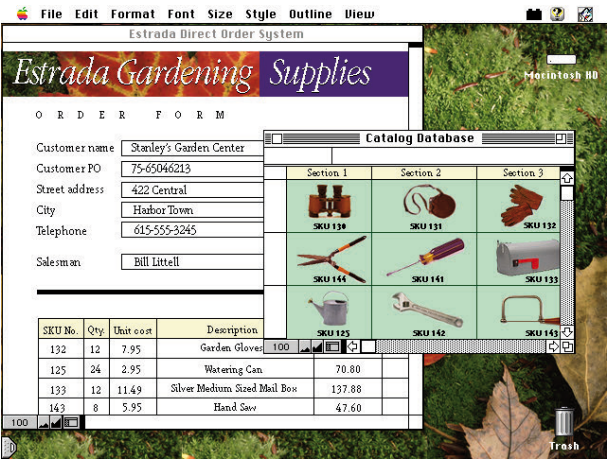 File Edit Format Font Size Style Outline View
Estrada Direct Order System
Estrada Gardening Supplies
ORDER FORM
Customer name Stanley's Garden Center
Customer PO 75-65046213
Street address 422 Central
City Harbor Town
Telephone 615-555-3245
Salesman Bill Littell
SKU No. Qty. Unit cost Description
132 12 7.95 Garden Gloves
125 24 2.95 Watering Can 70.80
133 12 11.49 Silver Medium Sized Mail Box 137.88
143 8 5.95 Hand Saw 47.60
100
Catalog Database
Section 1 Section 2 Section 3
SKU 130 SKU 131 SKU 132
SKU 144 SKU 141 SKU 133
SKU 125 SKU 142 SKU 143
100
Macintosh HD
Trash